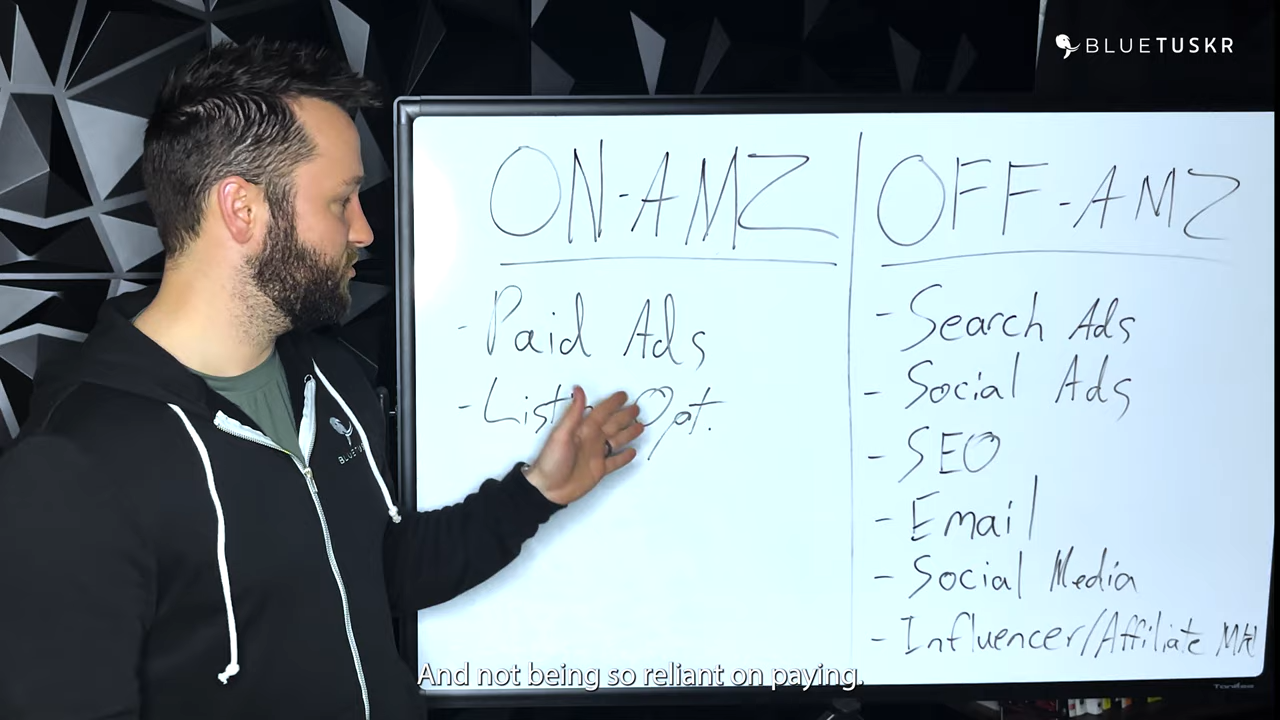 BLUETUSKR
ON-AMZ
OFF-AMZ
- Paid Ads
- Search Ads
- Listing Opt.
- Social Ads
- SEO
- Email
- Social Media
- Influencer/Affiliate Mkt
And not being so reliant on paying.